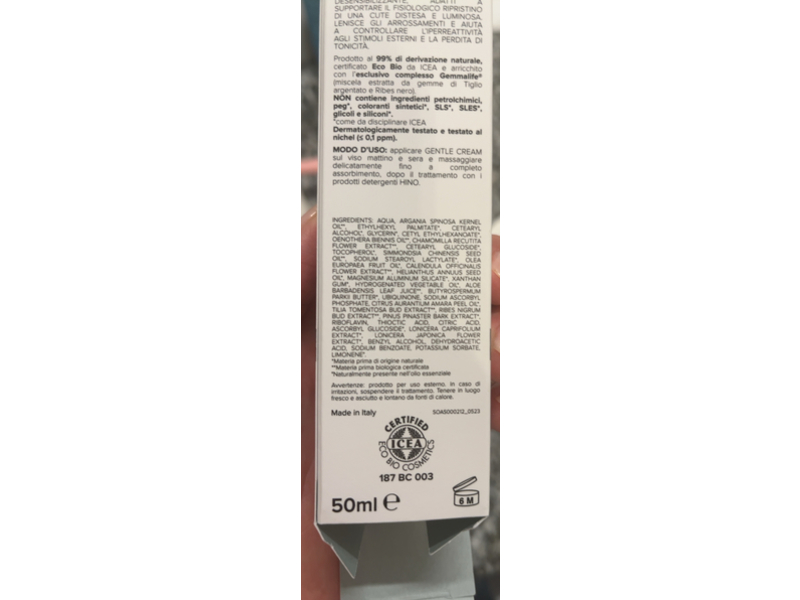 DESENSIBILIZZANTE, ADATTI A
SUPPORTARE IL FISIOLOGICO RIPRISTINO
DI UNA CUTE DISTESA E LUMINOSA.
LENISCE GLI ARROSSAMENTI E AIUTA
A CONTROLLARE L'IPERREATTIVITÀ
AGLI STIMOLI ESTERNI E LA PERDITA DI
TONICITÀ.
Prodotto al 99% di derivazione naturale,
certificato Eco Bio da ICEA e arricchito
con l'esclusivo complesso Gemmalife®
(miscela estratta da gemme di Tiglio
argentato e Ribes nero).
NON contiene ingredienti petrolchimici,
peg*, coloranti sintetici*, SLS*, SLES*,
glicoli e siliconi*.
*come da disciplinare ICEA
Dermatologicamente testato e testato al
nichel (≤ 0,1 ppm).
MODO D'USO: applicare GENTLE CREAM
sul viso mattino e sera e massaggiare
delicatamente fino a completo
assorbimento, dopo il trattamento con i
prodotti detergenti HINO.
INGREDIENTS: AQUA, ARGANIA SPINOSA KERNEL
OIL**, ETHYLHEXYL PALMITATE*, CETEARYL
ALCOHOL*, GLYCERIN*, CETYL ETHYLHEXANOATE*,
OENOTHERA BIENNIS OIL**, CHAMOMILLA RECUTITA
FLOWER EXTRACT**, CETEARYL GLUCOSIDE*,
TOCOPHEROL*, SIMMONDSIA CHINENSIS SEED
OIL**, SODIUM STEAROYL LACTYLATE*, OLEA
EUROPAEA FRUIT OIL*, CALENDULA OFFICINALIS
FLOWER EXTRACT**, HELIANTHUS ANNUUS SEED
OIL*, MAGNESIUM ALUMINUM SILICATE*, XANTHAN
GUM*, HYDROGENATED VEGETABLE OIL*, ALOE
BARBADENSIS LEAF JUICE**, BUTYROSPERMUM
PARKII BUTTER*, UBIQUINONE, SODIUM ASCORBYL
PHOSPHATE, CITRUS AURANTIUM AMARA PEEL OIL*,
TILIA TOMENTOSA BUD EXTRACT**, RIBES NIGRUM
BUD EXTRACT**, PINUS PINASTER BARK EXTRACT*,
RIBOFLAVIN, THIOCTIC ACID, CITRIC ACID,
ASCORBYL GLUCOSIDE*, LONICERA CAPRIFOLIUM
EXTRACT*, LONICERA JAPONICA FLOWER
EXTRACT*, BENZYL ALCOHOL, DEHYDROACETIC
ACID, SODIUM BENZOATE, POTASSIUM SORBATE,
LIMONENE°.
*Materia prima di origine naturale
**Materia prima biologica certificata
°Naturalmente presente nell'olio essenziale
Avvertenze: prodotto per uso esterno. In caso di
irritazioni, sospendere il trattamento. Tenere in luogo
fresco e asciutto e lontano da fonti di calore.
Made in Italy SOAS000212_0523
CERTIFIED
ICEA
ECO BIO COSMETICS
187 BC 003
50ml ℮ 6 M